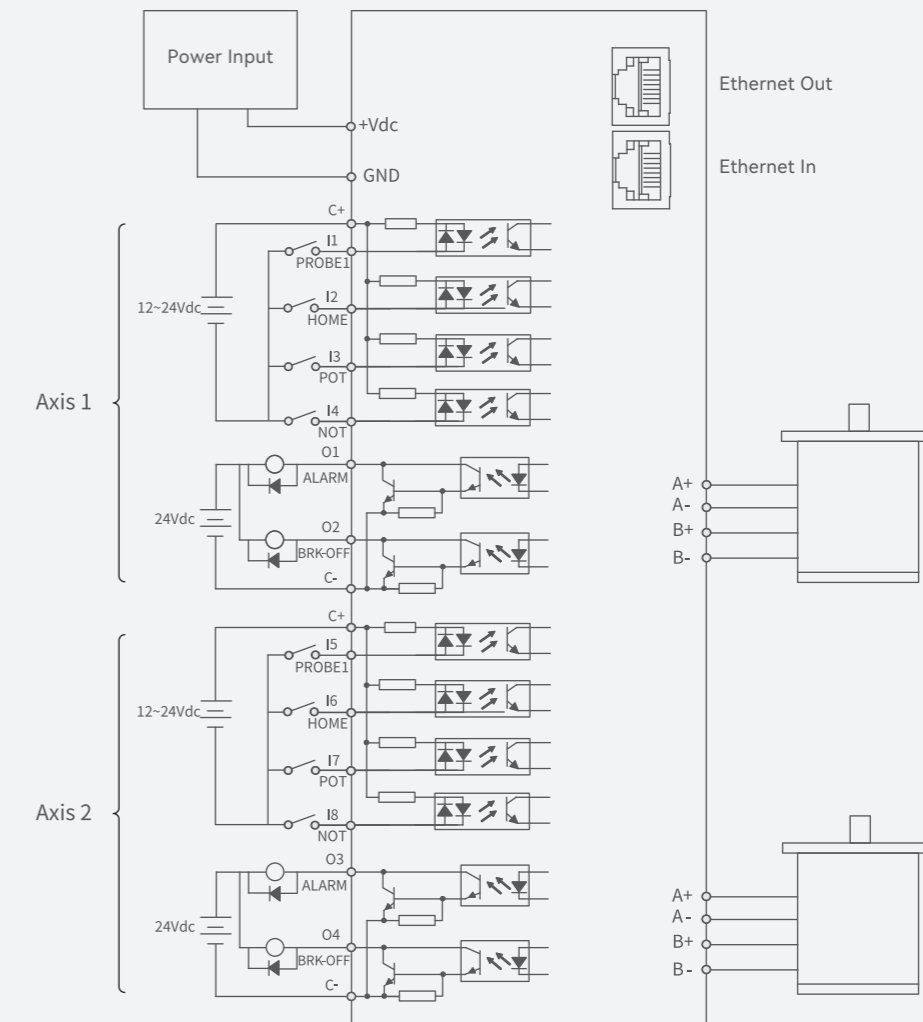 Power Input
Ethernet Out
+Vdc
Ethernet In
GND
C+
I1
PROBE1
12~24Vdc
I2
HOME
I3
POT
Axis 1
I4
NOT
O1
ALARM
A+
A-
24Vdc
O2
B+
BRK-OFF
B-
C-
C+
I5
PROBE1
12~24Vdc
I6
HOME
I7
POT
Axis 2
I8
NOT
O3
ALARM
A+
A-
24Vdc
O4
B+
BRK-OFF
B-
C-